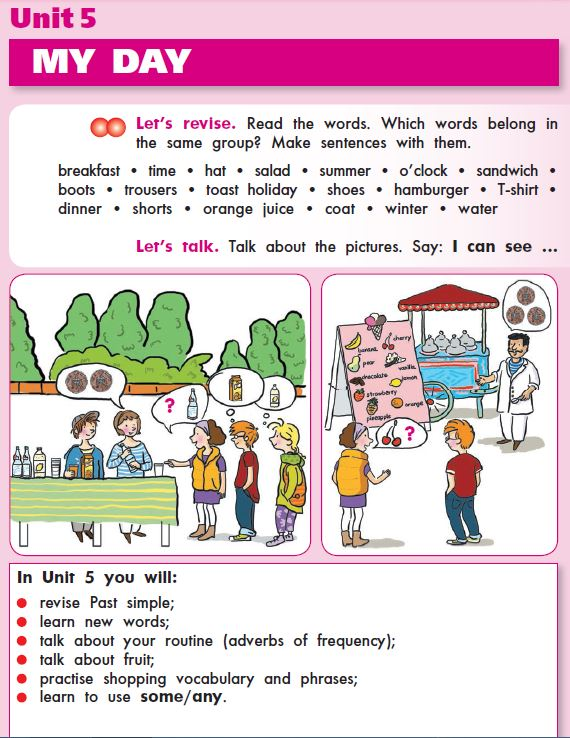 Unit 5
MY DAY
Let's revise. Read the words. Which words belong in
the same group? Make sentences with them.
breakfast • time • hat • salad • summer • o'clock • sandwich •
boots • trousers • toast holiday • shoes • hamburger • T-shirt •
dinner • shorts • orange juice • coat • winter • water
Let's talk. Talk about the pictures. Say: I can see ...
?
banana
cherry
pear
vanilla
chocolate
lemon
strawberry
orange
pineapple
?
In Unit 5 you will:
● revise Past simple;
● learn new words;
● talk about your routine (adverbs of frequency);
● talk about fruit;
● practise shopping vocabulary and phrases;
● learn to use some/any.